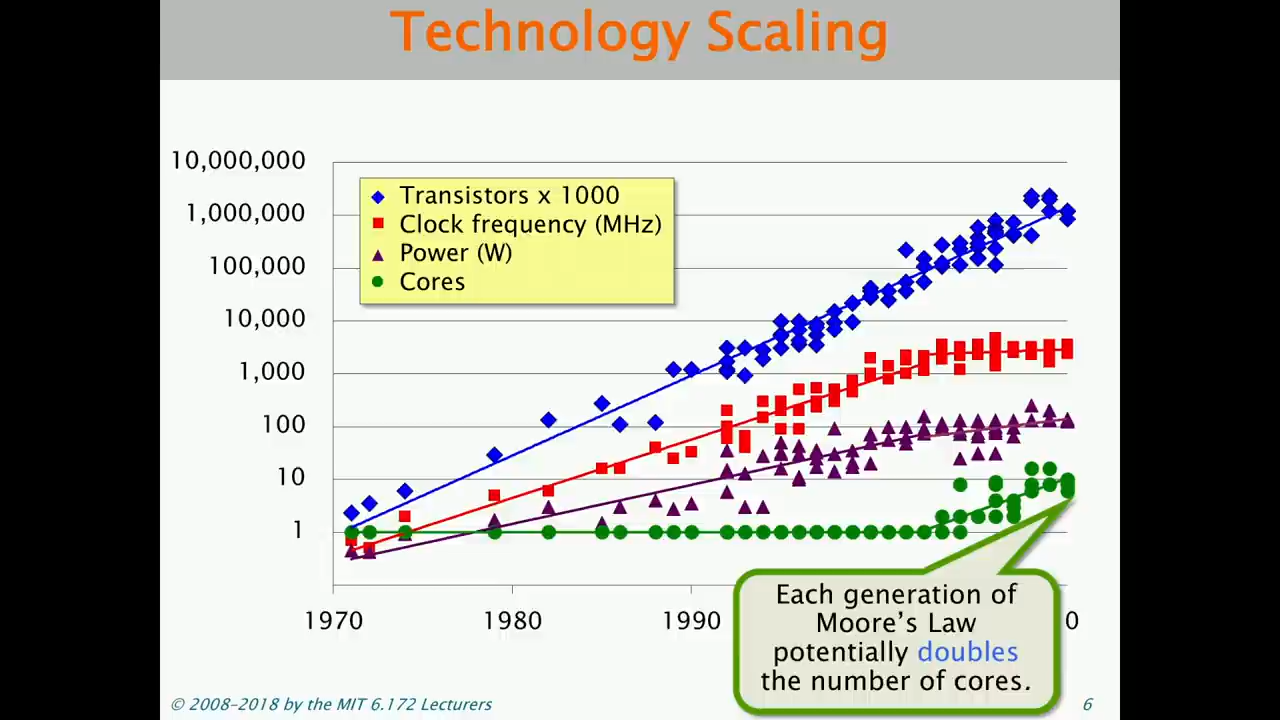 Technology Scaling
10,000,000
1,000,000
100,000
10,000
1,000
100
10
1
Transistors x 1000
Clock frequency (MHz)
Power (W)
Cores
1970
1980
1990
0
Each generation of
Moore's Law
potentially doubles
the number of cores.
© 2008-2018 by the MIT 6.172 Lecturers
6